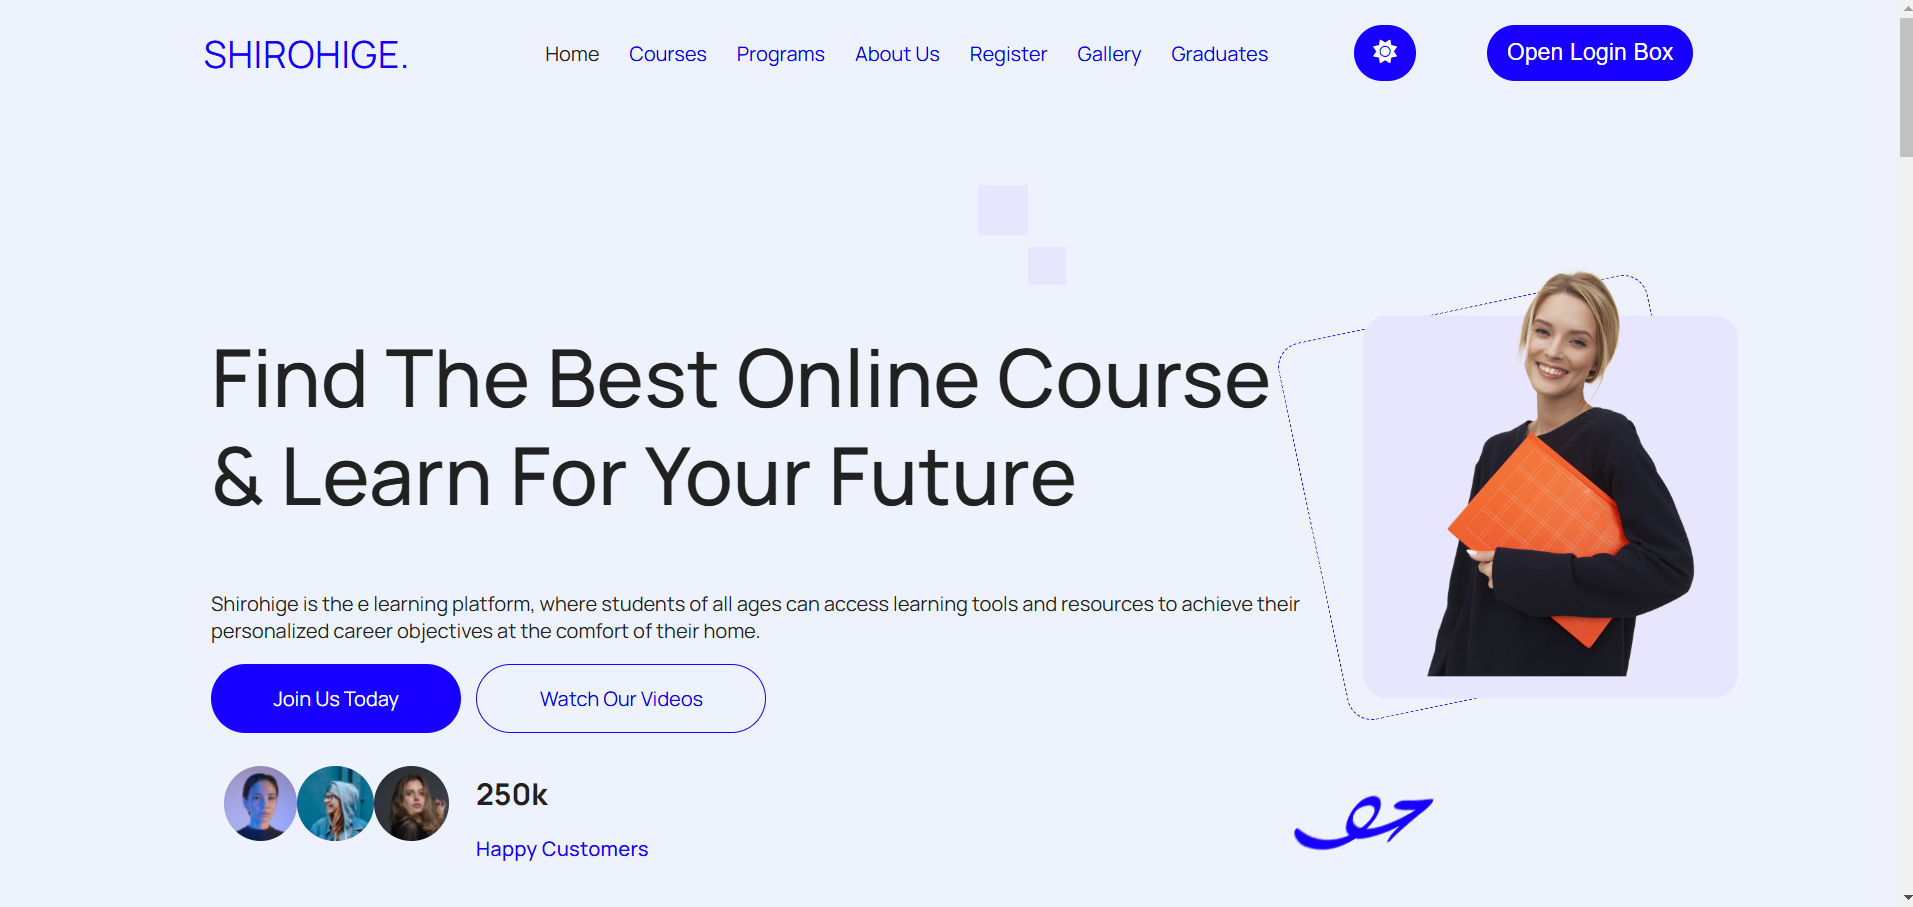 SHIROHIGE.
Home Courses Programs About Us Register Gallery Graduates
Open Login Box
Find The Best Online Course
& Learn For Your Future
Shirohige is the e learning platform, where students of all ages can access learning tools and resources to achieve their
personalized career objectives at the comfort of their home.
Join Us Today
Watch Our Videos
250k
Happy Customers